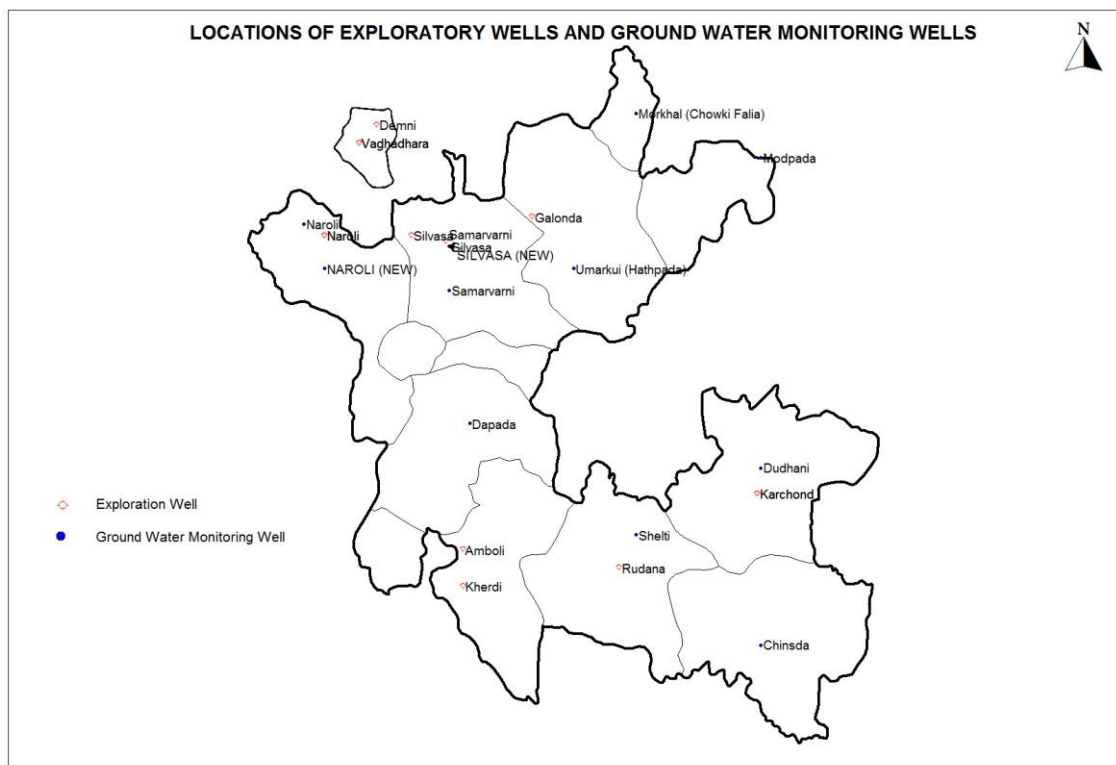 LOCATIONS OF EXPLORATORY WELLS AND GROUND WATER MONITORING WELLS
N
Morkhal (Chowki Falia)
Demni
Vaghadhara
Modpada
Galonda
Naroli
Naroli
Silvasa
Samarvarni
Silvasa
SILVASA (NEW)
NAROLI (NEW)
Umarkui (Hathpada)
Samarvarni
Dapada
Dudhani
Karchond
Exploration Well
Ground Water Monitoring Well
Shelti
Amboli
Rudana
Kherdi
Chinsda